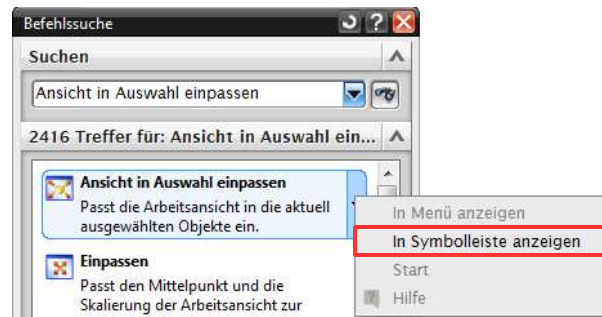 Befehlssuche
Suchen
Ansicht in Auswahl einpassen
2416 Treffer für: Ansicht in Auswahl ein...
Ansicht in Auswahl einpassen
Passt die Arbeitsansicht in die aktuell
ausgewählten Objekte ein.
In Menü anzeigen
In Symbolleiste anzeigen
Start
Hilfe
Einpassen
Passt den Mittelpunkt und die
Skalierung der Arbeitsansicht zur